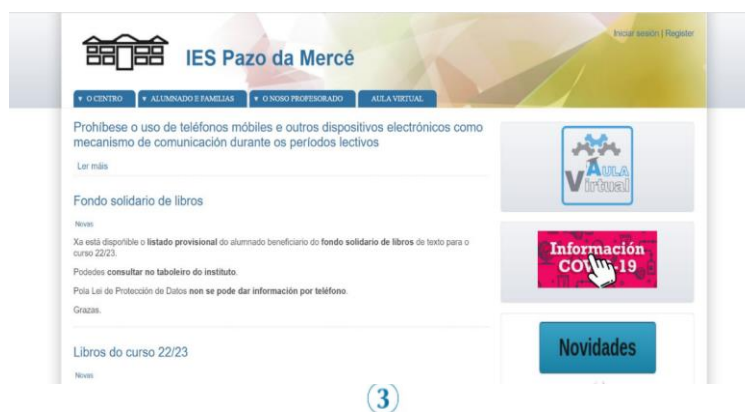 Iniciar sesión | Register
IES Pazo da Mercé
▼ O CENTRO ▼ ALUMNADO E FAMILIAS ▼ O NOSO PROFESORADO AULA VIRTUAL
Prohíbese o uso de teléfonos móbiles e outros dispositivos electrónicos como
mecanismo de comunicación durante os períodos lectivos
Ler máis
Fondo solidario de libros
Novas
Xa está dispoñible o listado provisional do alumnado beneficiario do fondo solidario de libros de texto para o
curso 22/23.
Podedes consultar no taboleiro do instituto.
Pola Lei de Protección de Datos non se pode dar información por teléfono.
Grazas.
Libros do curso 22/23
Novas
AULA
Virtual
Información
COVID-19
Novidades
3